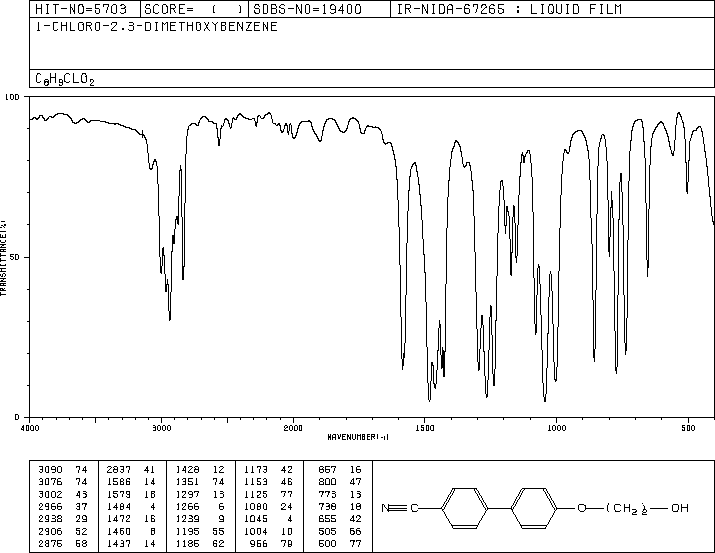 HIT-NO=5703 SCORE= ( ) SDBS-NO=19400 IR-NIDA-67265 : LIQUID FILM
1-CHLORO-2.3-DIMETHOXYBENZENE
C8H9CLO2
100
50
0
TRANSMITTANCE(%)
4000 3000 2000 1500 1000 500
WAVENUMBER(-1)
3090 74 2837 41 1428 12 1173 42 857 16
3076 74 1586 14 1351 74 1153 46 800 47
3002 43 1579 16 1297 13 1125 77 773 13
2966 37 1484 4 1266 6 1080 24 738 18
2938 29 1472 16 1239 9 1045 4 655 42
2906 52 1460 8 1195 55 1004 10 505 66
2875 58 1437 14 1185 62 966 79 500 77
N≡C O (CH2)3 OH